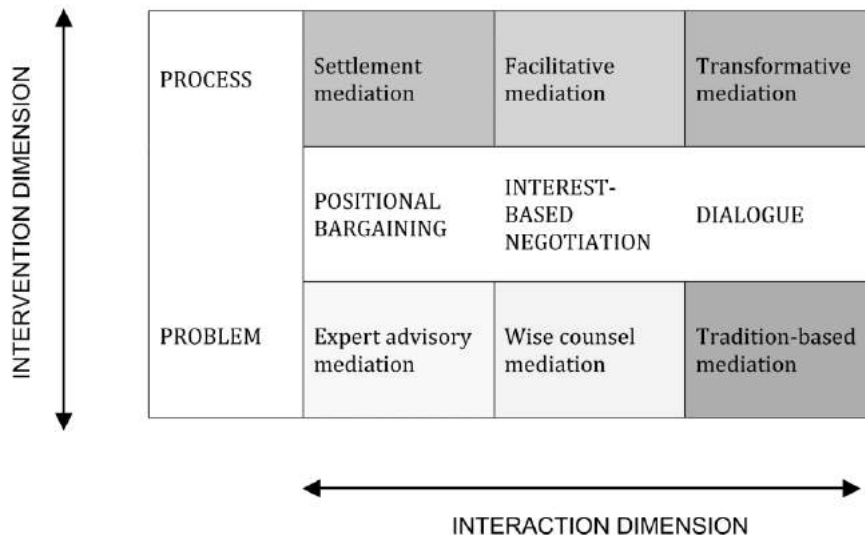 INTERVENTION DIMENSION
PROCESS
Settlement
mediation
Facilitative
mediation
Transformative
mediation
POSITIONAL
BARGAINING
INTEREST-
BASED
NEGOTIATION
DIALOGUE
PROBLEM
Expert advisory
mediation
Wise counsel
mediation
Tradition-based
mediation
INTERACTION DIMENSION